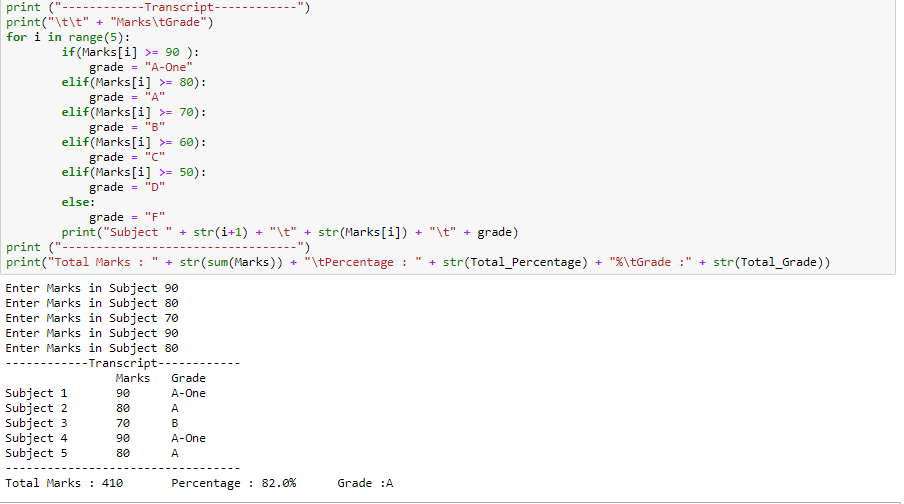 print ("------------Transcript------------")
print("\t\t" + "Marks\tGrade")
for i in range(5):
        if(Marks[i] >= 90 ):
            grade = "A-One"
        elif(Marks[i] >= 80):
            grade = "A"
        elif(Marks[i] >= 70):
            grade = "B"
        elif(Marks[i] >= 60):
            grade = "C"
        elif(Marks[i] >= 50):
            grade = "D"
        else:
            grade = "F"
        print("Subject " + str(i+1) + "\t" + str(Marks[i]) + "\t" + grade)
print ("----------------------------------")
print("Total Marks : " + str(sum(Marks)) + "\tPercentage : " + str(Total_Percentage) + "%\tGrade :" + str(Total_Grade))
Enter Marks in Subject 90
Enter Marks in Subject 80
Enter Marks in Subject 70
Enter Marks in Subject 90
Enter Marks in Subject 80
------------Transcript------------
                Marks   Grade
Subject 1       90      A-One
Subject 2       80      A
Subject 3       70      B
Subject 4       90      A-One
Subject 5       80      A
----------------------------------
Total Marks : 410       Percentage : 82.0%      Grade :A